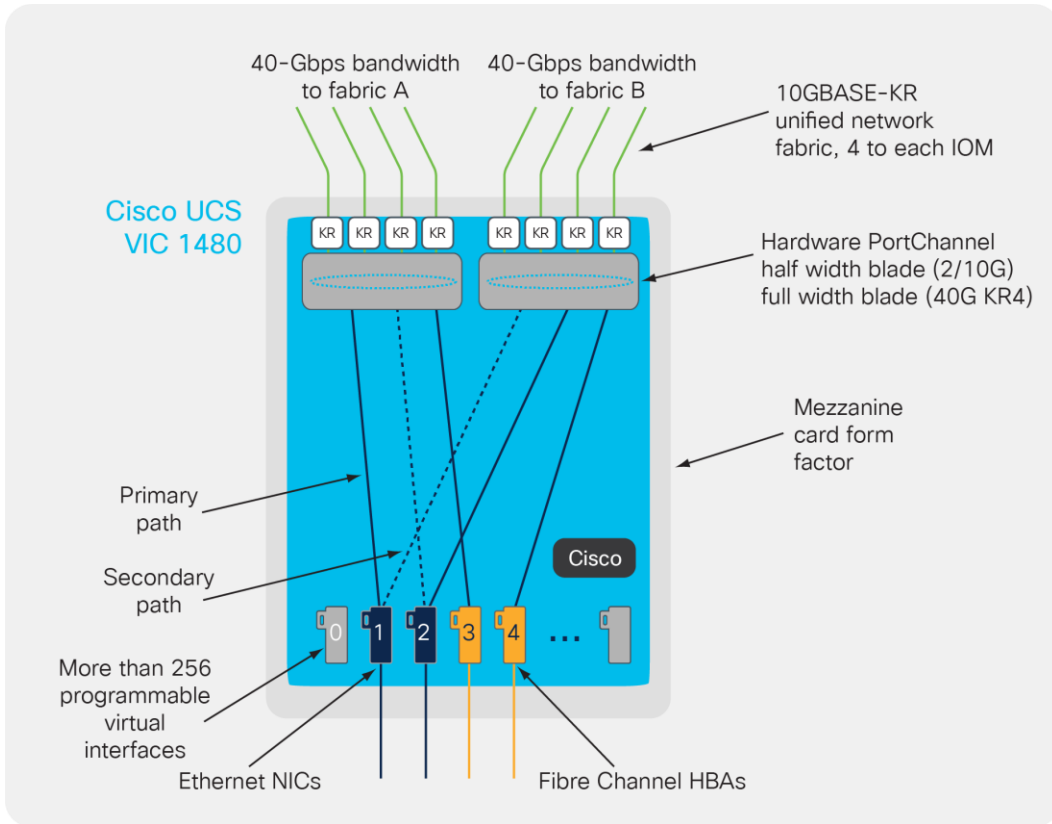 40-Gbps bandwidth
to fabric A
40-Gbps bandwidth
to fabric B
10GBASE-KR
unified network
fabric, 4 to each IOM
Cisco UCS
VIC 1480
KR KR KR KR KR KR KR KR
Hardware PortChannel
half width blade (2/10G)
full width blade (40G KR4)
Mezzanine
card form
factor
Primary
path
Cisco
Secondary
path
0 1 2 3 4 ...
More than 256
programmable
virtual
interfaces
Ethernet NICs
Fibre Channel HBAs